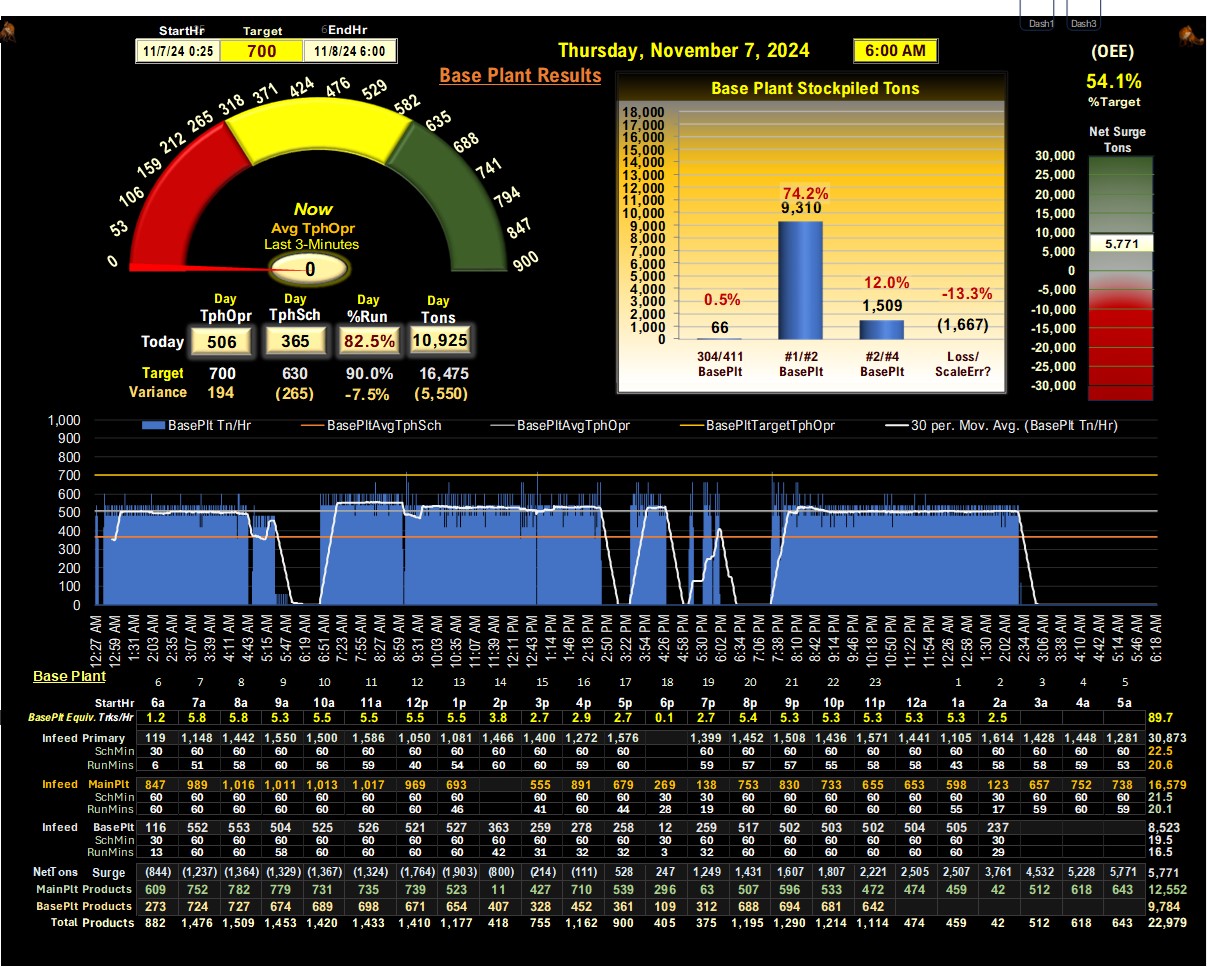 Dash1 Dash3
StartHr Target EndHr
11/7/24 0:25 700 11/8/24 6:00
Thursday, November 7, 2024 6:00 AM
Base Plant Results
(OEE)
54.1%
%Target
0 53 106 159 212 265 318 371 424 476 529 582 635 688 741 794 847 900
Now
Avg TphOpr
Last 3-Minutes
0
Day TphOpr Day TphSch Day %Run Day Tons
Today 506 365 82.5% 10,925
Target 700 630 90.0% 16,475
Variance 194 (265) -7.5% (5,550)
Base Plant Stockpiled Tons
18,000
17,000
16,000
15,000
14,000
13,000
12,000
11,000
10,000
9,000
8,000
7,000
6,000
5,000
4,000
3,000
2,000
1,000
0
0.5% 74.2% 12.0% -13.3%
66 9,310 1,509 (1,667)
304/411 #1/#2 #2/#4 Loss/
BasePlt BasePlt BasePlt ScaleErr?
Net Surge
Tons
30,000
25,000
20,000
15,000
10,000
5,771
5,000
0
-5,000
-10,000
-15,000
-20,000
-25,000
-30,000
BasePlt Tn/Hr BasePltAvgTphSch BasePltAvgTphOpr BasePltTargetTphOpr 30 per. Mov. Avg. (BasePlt Tn/Hr)
1,000
900
800
700
600
500
400
300
200
100
0
12:27 AM 12:59 AM 1:31 AM 2:03 AM 2:35 AM 3:07 AM 3:39 AM 4:11 AM 4:43 AM 5:15 AM 5:47 AM 6:19 AM 6:51 AM 7:23 AM 7:55 AM 8:27 AM 8:59 AM 9:31 AM 10:03 AM 10:35 AM 11:07 AM 11:39 AM 12:11 PM 12:43 PM 1:14 PM 1:46 PM 2:18 PM 2:50 PM 3:22 PM 3:54 PM 4:26 PM 4:58 PM 5:30 PM 6:02 PM 6:34 PM 7:06 PM 7:38 PM 8:10 PM 8:42 PM 9:14 PM 9:46 PM 10:18 PM 10:50 PM 11:22 PM 11:54 PM 12:26 AM 12:58 AM 1:30 AM 2:02 AM 2:34 AM 3:06 AM 3:38 AM 4:10 AM 4:42 AM 5:14 AM 5:46 AM 6:18 AM
Base Plant
6 7 8 9 10 11 12 13 14 15 16 17 18 19 20 21 22 23 1 2 3 4 5
StartHr 6a 7a 8a 9a 10a 11a 12p 1p 2p 3p 4p 5p 6p 7p 8p 9p 10p 11p 12a 1a 2a 3a 4a 5a
BasePlt Equiv. Trks/Hr 1.2 5.8 5.8 5.3 5.5 5.5 5.5 5.5 3.8 2.7 2.9 2.7 0.1 2.7 5.4 5.3 5.3 5.3 5.3 5.3 2.5 89.7
Infeed Primary 119 1,148 1,442 1,550 1,500 1,586 1,050 1,081 1,466 1,400 1,272 1,576 1,399 1,452 1,508 1,436 1,571 1,441 1,105 1,614 1,428 1,448 1,281 30,873
SchMin 30 60 60 60 60 60 60 60 60 60 60 60 60 60 60 60 60 60 60 60 60 60 60 22.5
RunMins 6 51 58 60 56 59 40 54 60 60 59 60 59 57 57 55 58 58 43 58 58 59 53 20.6
Infeed MainPlt 847 989 1,016 1,011 1,013 1,017 969 693 555 891 679 269 138 753 830 733 655 653 598 123 657 752 738 16,579
SchMin 60 60 60 60 60 60 60 60 60 60 60 30 30 60 60 60 60 60 60 30 60 60 60 21.5
RunMins 60 60 60 60 60 60 60 46 41 60 44 28 19 60 60 60 60 60 55 17 59 60 59 20.1
Infeed BasePlt 116 552 553 504 525 526 521 527 363 259 278 258 12 259 517 502 503 502 504 505 237 8,523
SchMin 30 60 60 60 60 60 60 60 60 60 60 60 30 60 60 60 60 60 60 60 30 19.5
RunMins 13 60 60 58 60 60 60 60 42 31 32 32 3 32 60 60 60 60 60 60 29 16.5
NetTons Surge (844) (1,237) (1,364) (1,329) (1,367) (1,324) (1,764) (1,903) (800) (214) (111) 528 247 1,249 1,431 1,607 1,807 2,221 2,505 2,507 3,761 4,532 5,228 5,771 5,771
MainPlt Products 609 752 782 779 731 735 739 523 11 427 710 539 296 63 507 596 533 472 474 459 42 512 618 643 12,552
BasePlt Products 273 724 727 674 689 698 671 654 407 328 452 361 109 312 688 694 681 642 9,784
Total Products 882 1,476 1,509 1,453 1,420 1,433 1,410 1,177 418 755 1,162 900 405 375 1,195 1,290 1,214 1,114 474 459 42 512 618 643 22,979